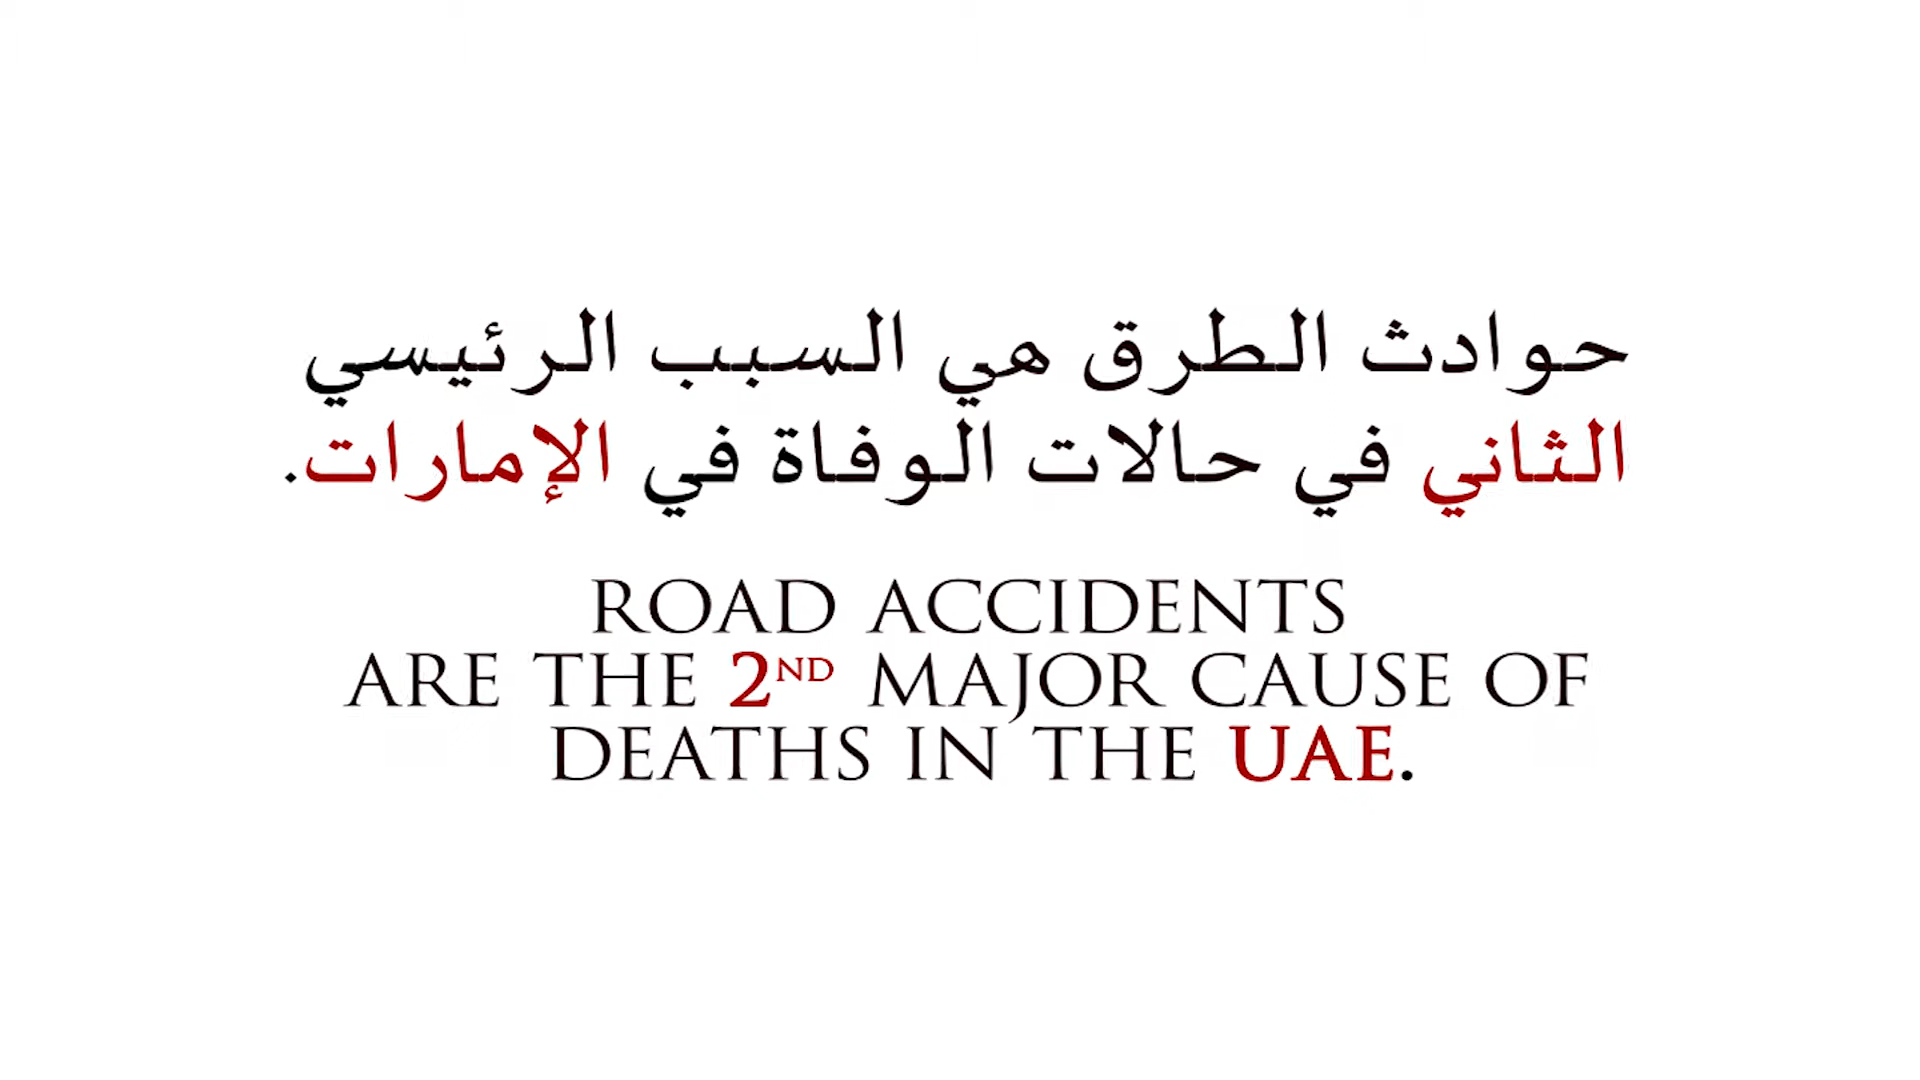 حوادث الطرق هي السبب الرئيسي
الثاني في حالات الوفاة في الإمارات.
ROAD ACCIDENTS
ARE THE 2ND MAJOR CAUSE OF
DEATHS IN THE UAE.